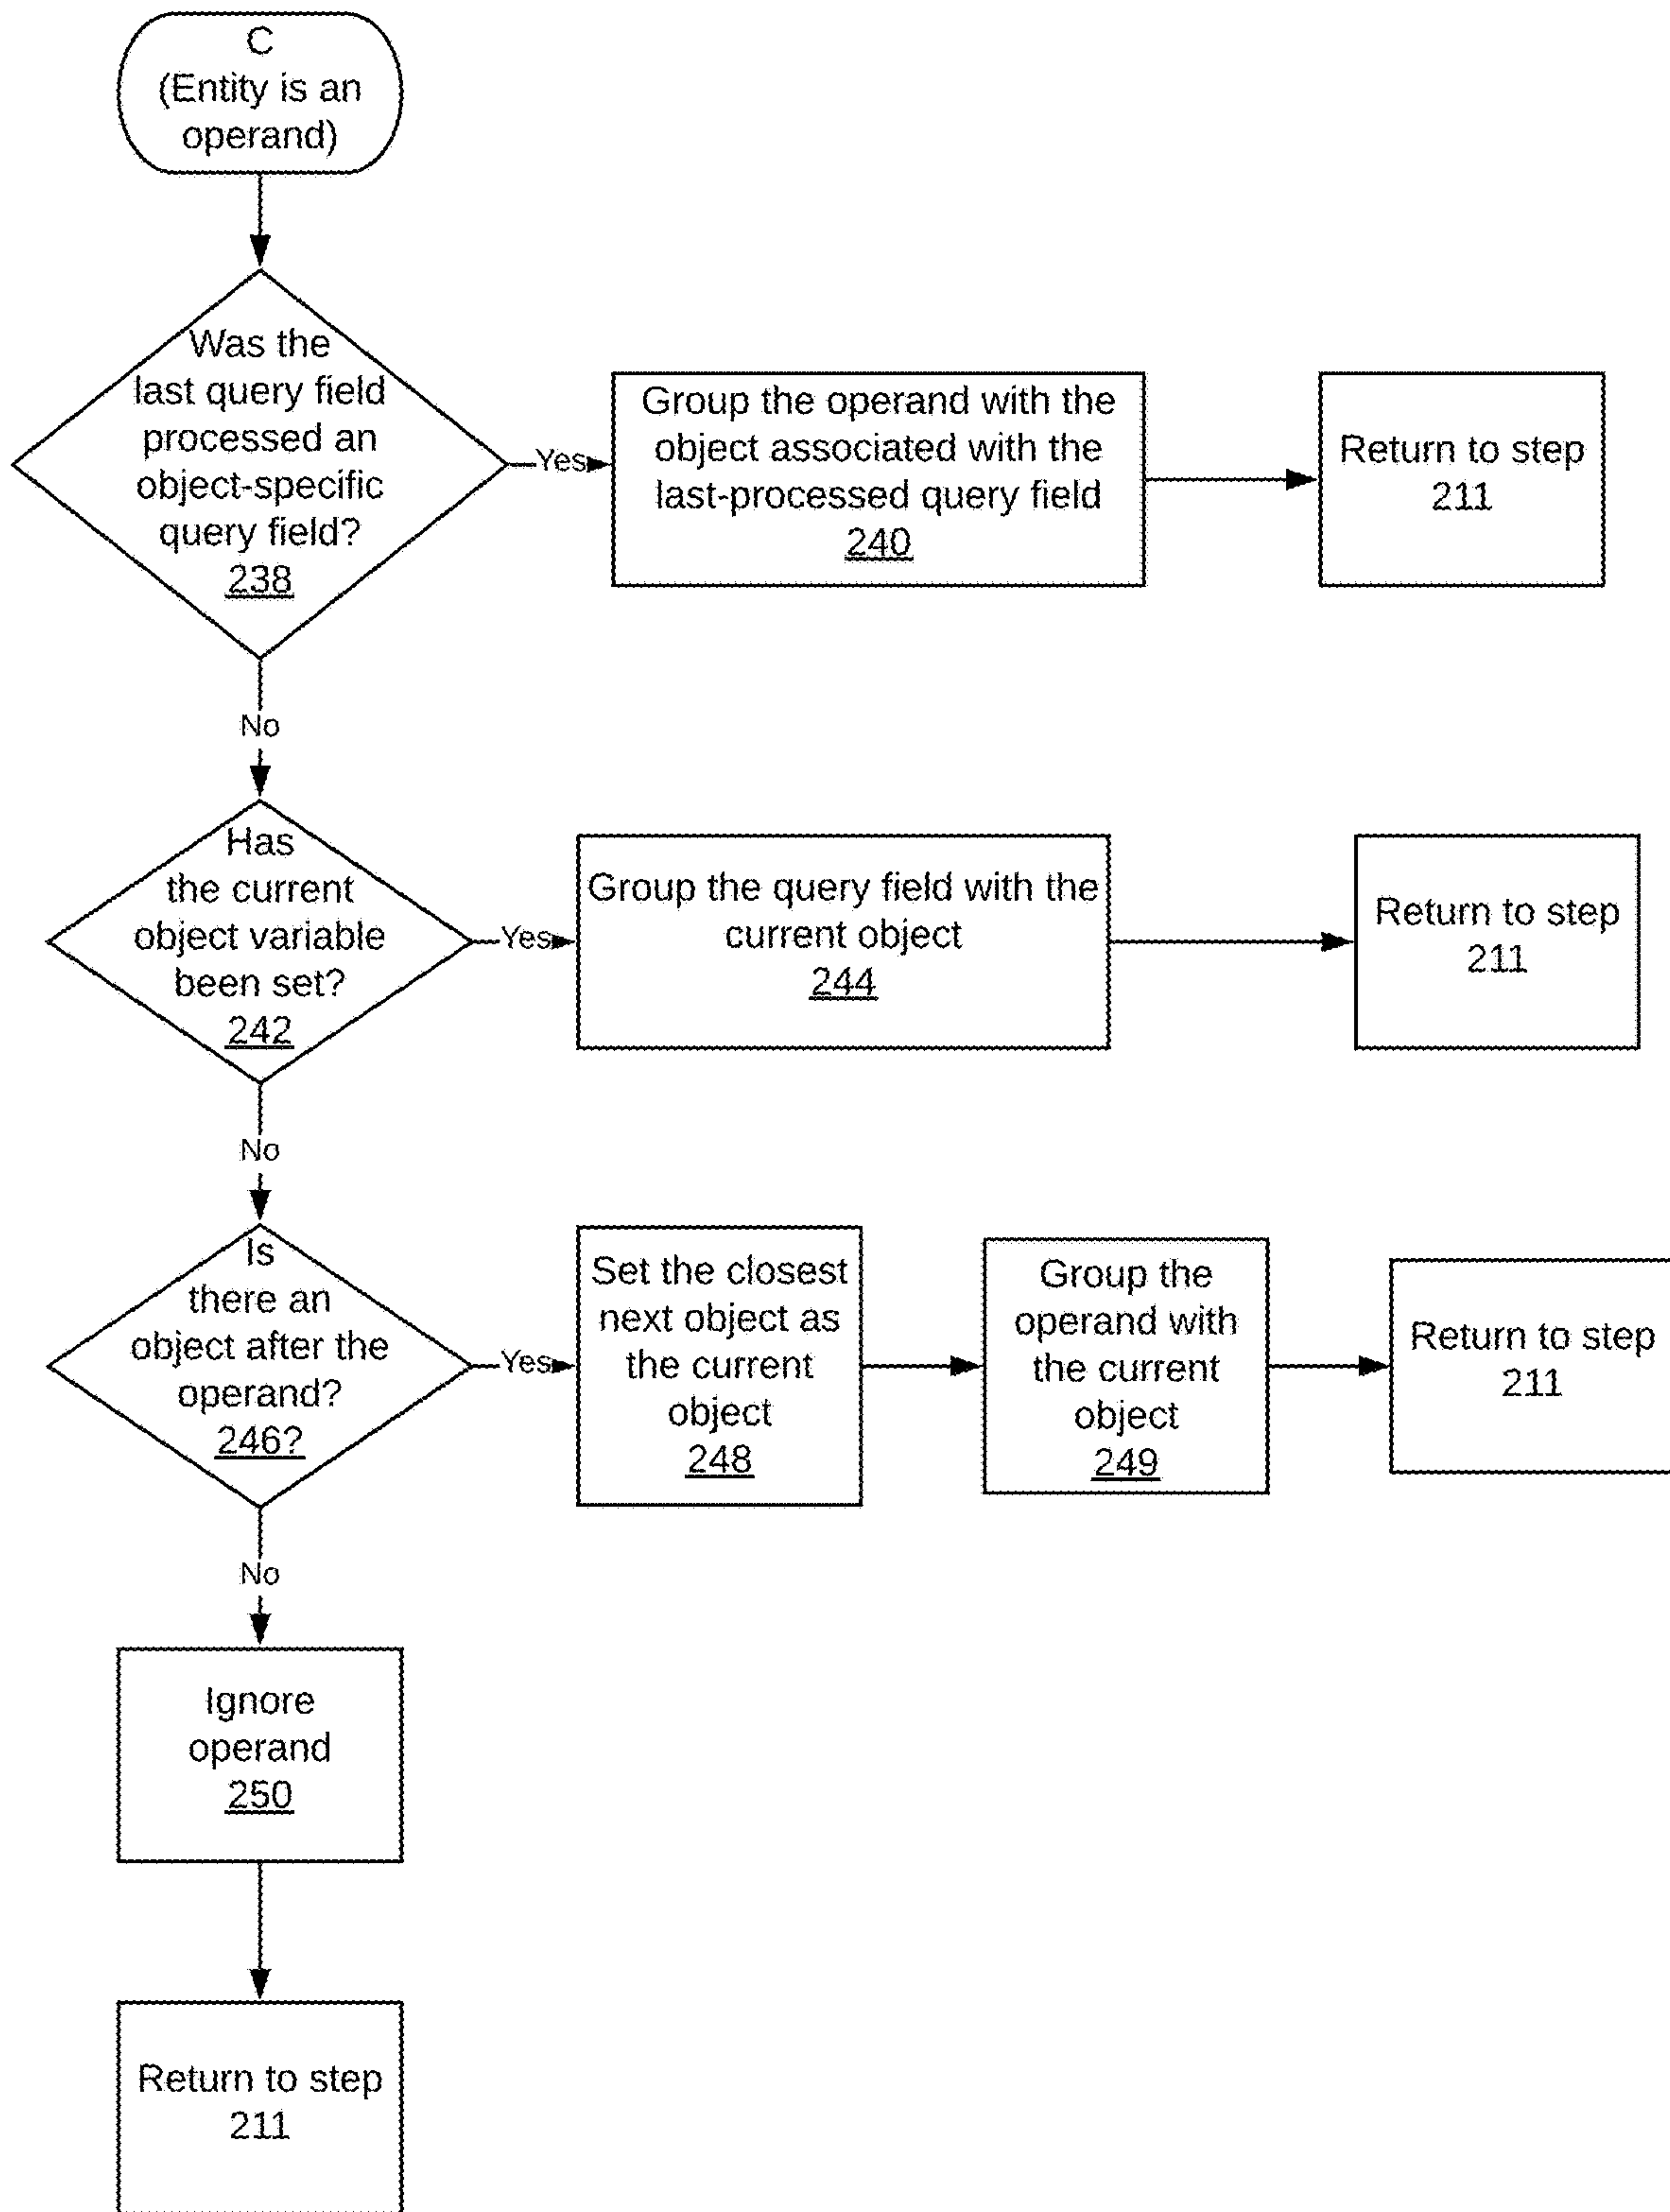 C
(Entity is an
operand)
Was the
last query field
processed an
object-specific
query field?
238
Yes
Group the operand with the
object associated with the
last-processed query field
240
Return to step
211
No
Has
the current
object variable
been set?
242
Yes
Group the query field with the
current object
244
Return to step
211
No
Is
there an
object after the
operand?
246?
Yes
Set the closest
next object as
the current
object
248
Group the
operand with
the current
object
249
Return to step
211
No
Ignore
operand
250
Return to step
211